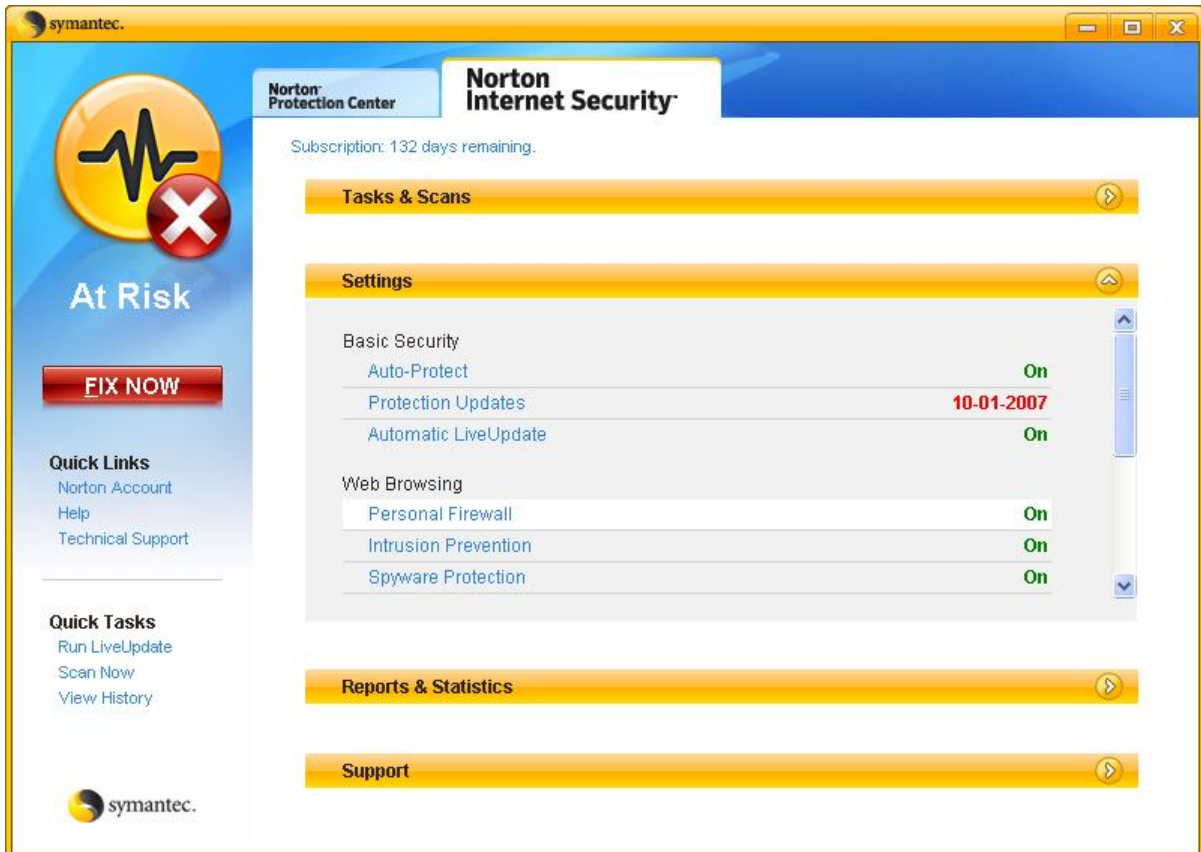 symantec.
Norton
Protection Center
Norton
Internet Security
Subscription: 132 days remaining.
At Risk
FIX NOW
Quick Links
Norton Account
Help
Technical Support
Quick Tasks
Run LiveUpdate
Scan Now
View History
symantec.
Tasks & Scans
Settings
Basic Security
Auto-Protect On
Protection Updates 10-01-2007
Automatic LiveUpdate On
Web Browsing
Personal Firewall On
Intrusion Prevention On
Spyware Protection On
Reports & Statistics
Support